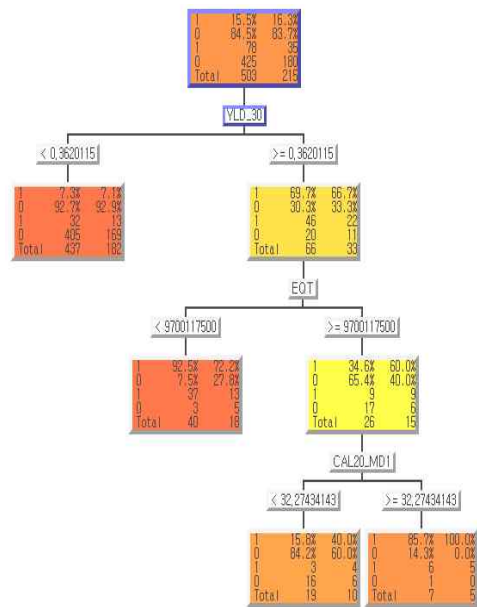 1 15.5% 16.3%
0 84.5% 83.7%
1 78 35
0 425 180
Total 503 215
YLD_30
< 0,3620115 >= 0,3620115
1 7.3% 7.1%
0 92.7% 92.9%
1 32 13
0 405 169
Total 437 182
1 69.7% 66.7%
0 30.3% 33.3%
1 46 22
0 20 11
Total 66 33
EQT
< 9700117500 >= 9700117500
1 92.5% 72.2%
0 7.5% 27.8%
1 37 13
0 3 5
Total 40 18
1 34.6% 60.0%
0 65.4% 40.0%
1 9 9
0 17 6
Total 26 15
CAL20_MD1
< 32,27434143 >= 32,27434143
1 15.8% 40.0%
0 84.2% 60.0%
1 3 4
0 16 6
Total 19 10
1 85.7% 100.0%
0 14.3% 0.0%
1 6 5
0 1 0
Total 7 5